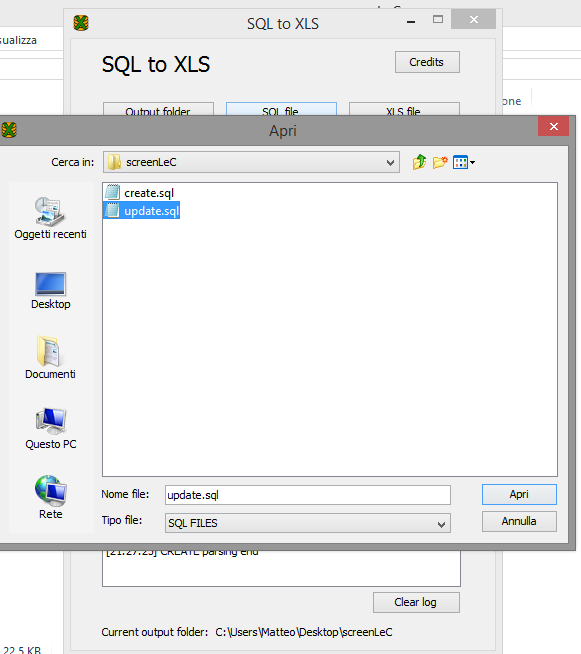 SQL to XLS
sualizza
SQL to XLS
Credits
one
Output folder
SQL file
XLS file
Apri
Cerca in:
screenLeC
create.sql
update.sql
Oggetti recenti
Desktop
Documenti
Questo PC
Rete
Nome file:
update.sql
Apri
Tipo file:
SQL FILES
Annulla
[21:27:25] CREATE parsing end
Clear log
Current output folder: C:\Users\Matteo\Desktop\screenLeC
22,5 KB